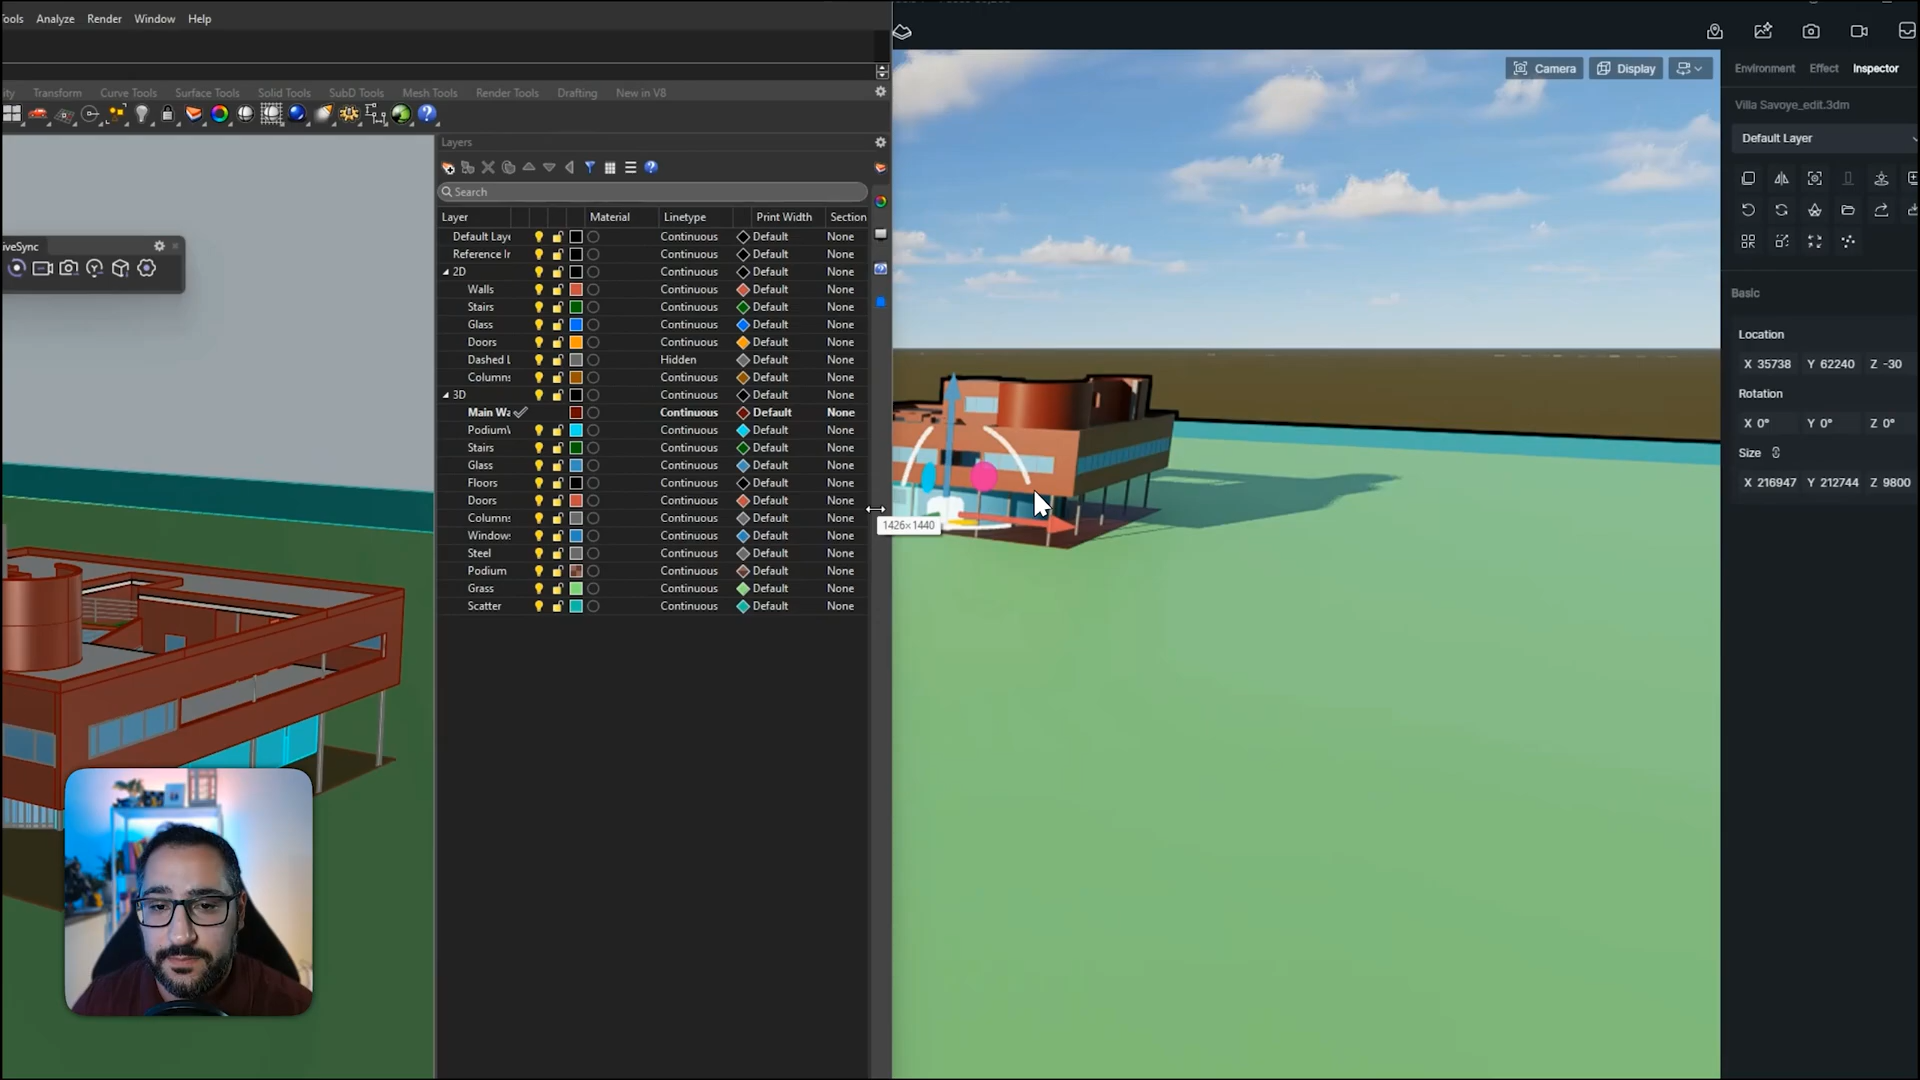 ools Analyze Render Window Help
ity Transform Curve Tools Surface Tools Solid Tools SubD Tools Mesh Tools Render Tools Drafting New in V8
Layers
Search
Layer Material Linetype Print Width Section
Default Laye Continuous Default None
Reference Ir Continuous Default None
2D Continuous Default None
Walls Continuous Default None
Stairs Continuous Default None
Glass Continuous Default None
Doors Continuous Default None
Dashed L Hidden Default None
Columns Continuous Default None
3D Continuous Default None
Main Wa Continuous Default None
Podium Continuous Default None
Stairs Continuous Default None
Glass Continuous Default None
Floors Continuous Default None
Doors Continuous Default None
Columns Continuous Default None
Windows Continuous Default None
Steel Continuous Default None
Podium Continuous Default None
Grass Continuous Default None
Scatter Continuous Default None
iveSync
1426×1440
Camera Display
Environment Effect Inspector
Villa Savoye_edit.3dm
Default Layer
Basic
Location
X 35738 Y 62240 Z -30
Rotation
X 0° Y 0° Z 0°
Size
X 216947 Y 212744 Z 9800